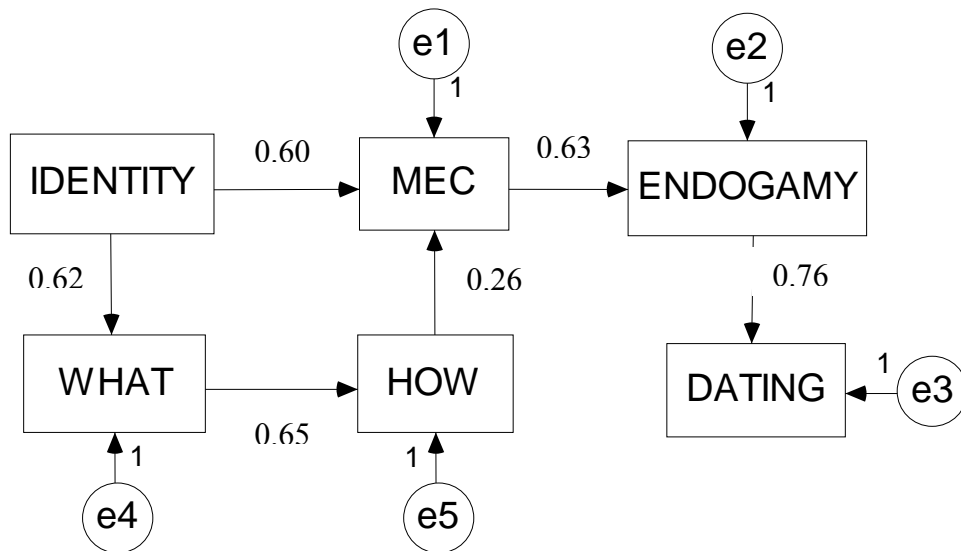 e1
e2
1
1
IDENTITY
0.60
MEC
0.63
ENDOGAMY
0.62
0.26
0.76
WHAT
0.65
HOW
DATING
1
e3
1
e4
1
e5